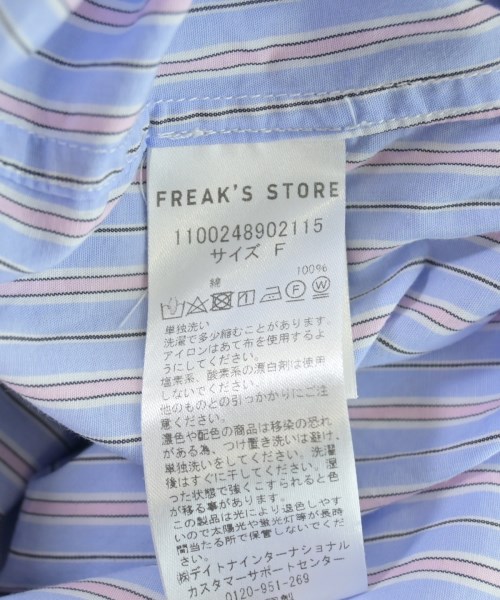 FREAK'S STORE
1100248902115
サイズ F
綿 100%
単独洗い
洗濯で多少縮むことがあります。
アイロンはあて布を使用するよ
うにしてください。
塩素系、酸素系の漂白剤は使用
しないでください。
他のものとの引っかかりにご注
意ください。
濃色や配色の商品は移染の恐れ
がある為、つけ置き洗いは避け、
単独洗いをしてください。洗濯
後はすぐに干してください。湿
った状態で強くこすられると色
が移る事があります。
この製品は光により退色しやす
いので太陽光や蛍光灯等が長時
間当たる所で保管しないでくだ
さい。
㈱デイトナインターナショナル
カスタマーサポートセンター
0120-951-269